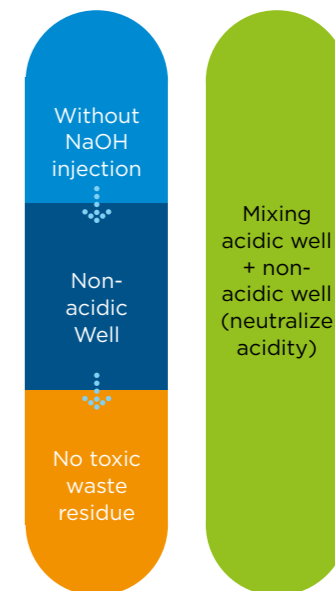 Without
NaOH
injection
Non-
acidic
Well
No toxic
waste
residue
Mixing
acidic well
+ non-
acidic well
(neutralize
acidity)